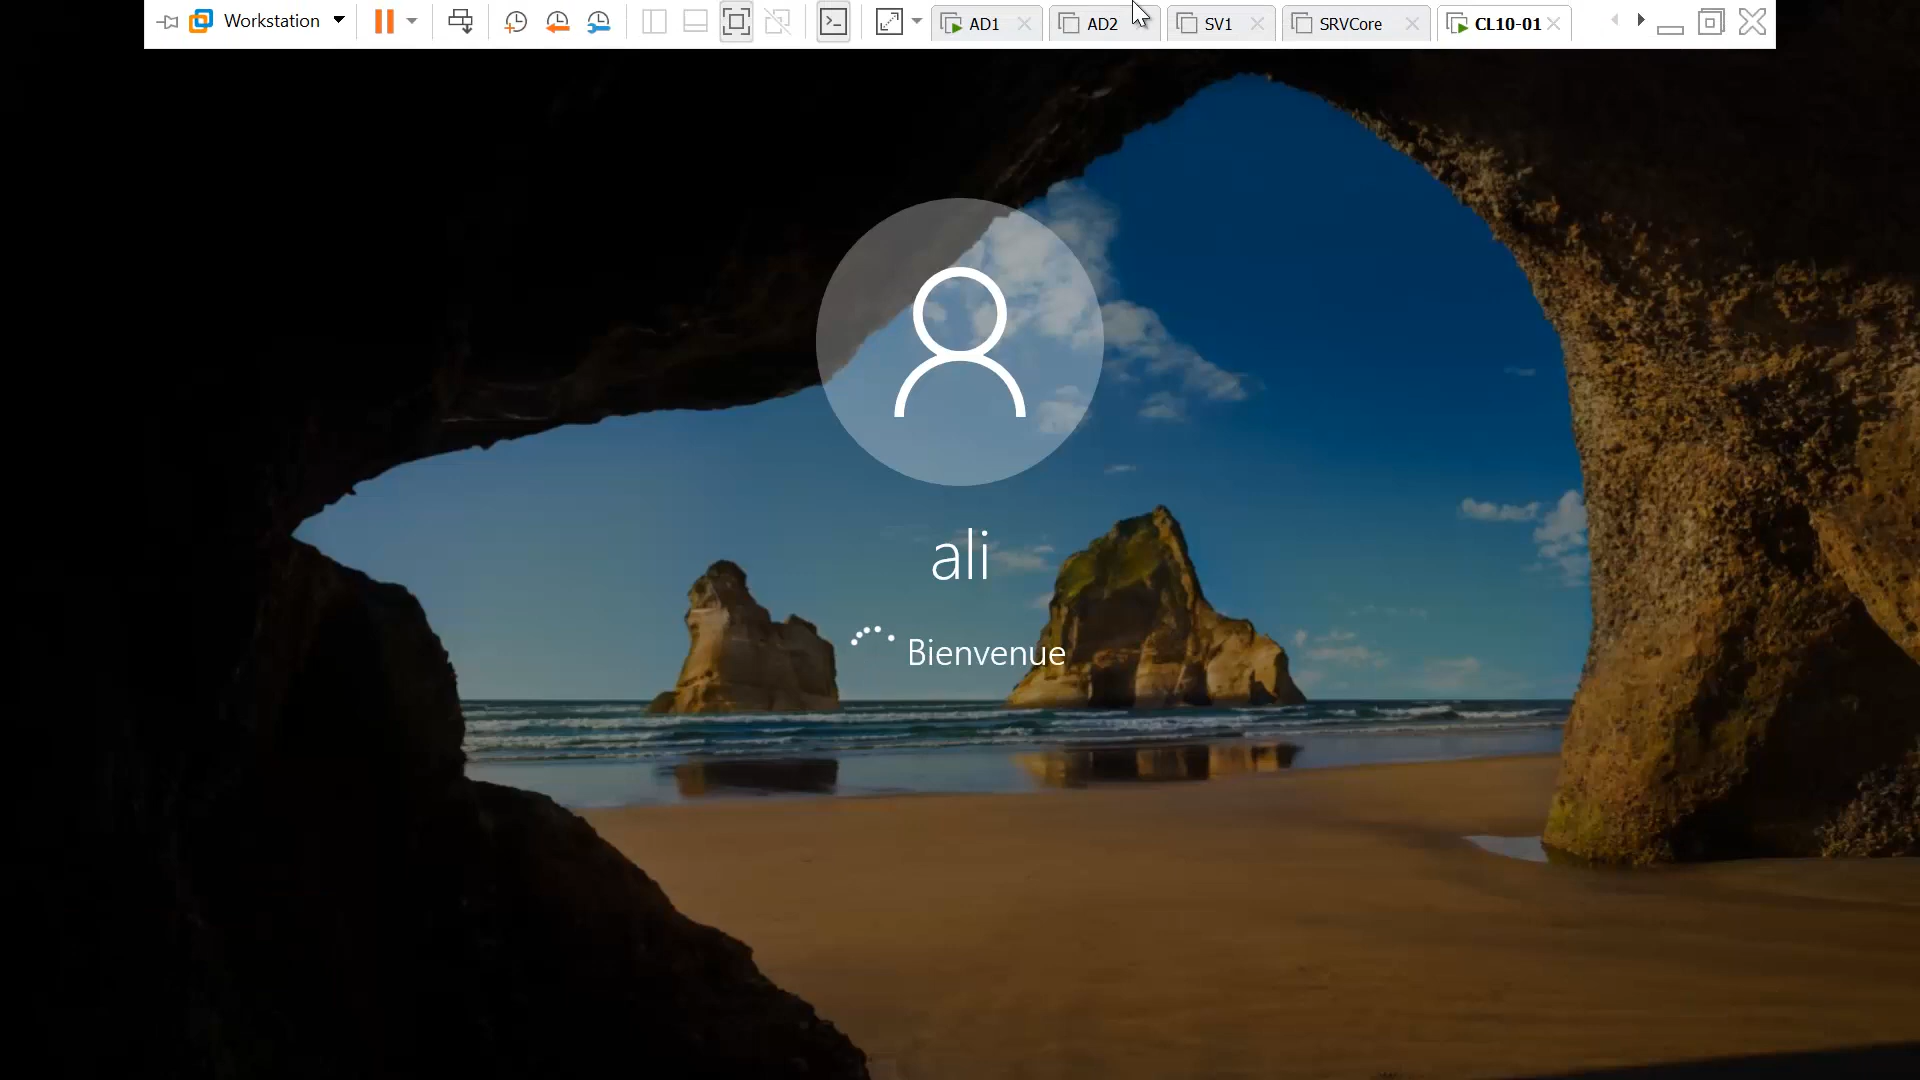 Workstation
AD1
AD2
SV1
SRVCore
CL10-01
ali
Bienvenue